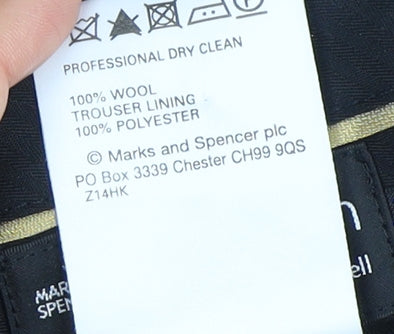 PROFESSIONAL DRY CLEAN
100% WOOL
TROUSER LINING
100% POLYESTER
© Marks and Spencer plc
PO Box 3339 Chester CH99 9QS
Z14HK